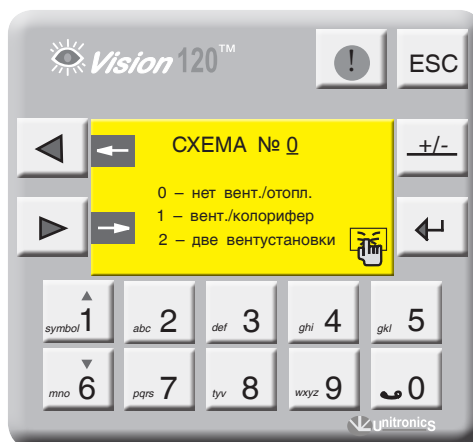 Vision 120™
!
ESC
СХЕМА № 0
+/-
0 – нет вент./отопл.
1 – вент./колорифер
2 – две вентустановки
symbol 1
abc 2
def 3
ghi 4
gkl 5
mno 6
pqrs 7
tyv 8
wxyz 9
0
unitronics